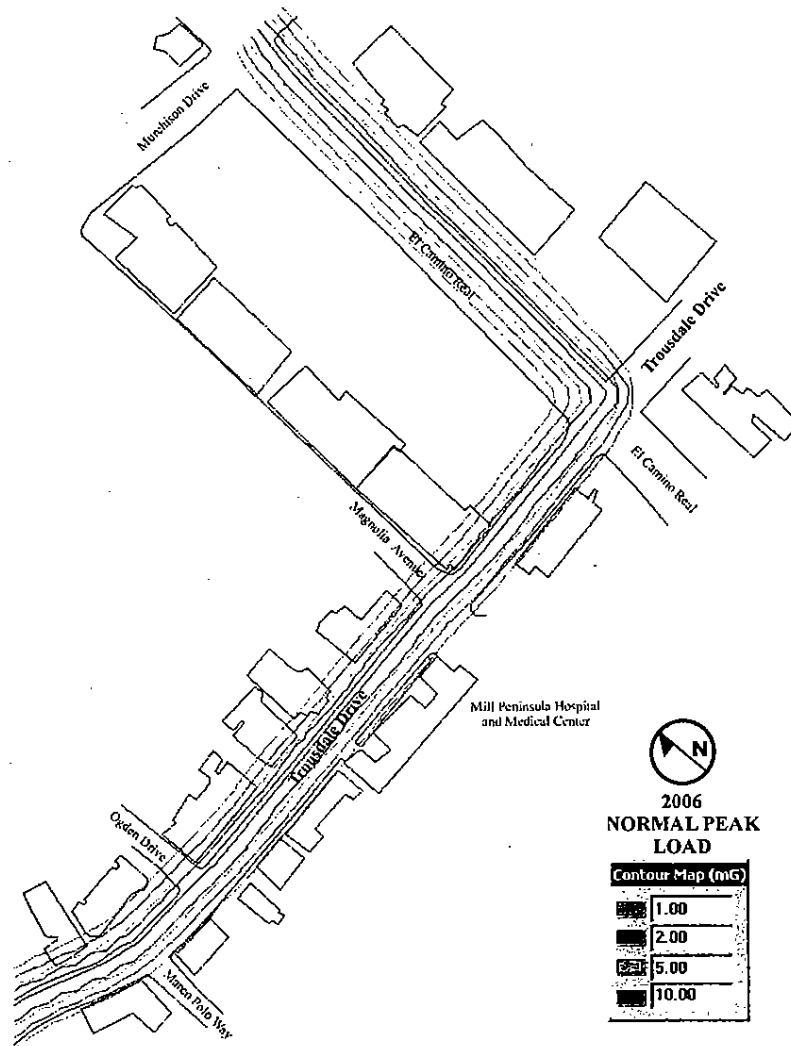 Murchison Drive
El Camino Real
Trousdale Drive
El Camino Real
Magnolia Avenue
Mill Peninsula Hospital
and Medical Center
Trousdale Drive
Ogden Drive
Marco Polo Way
N
2006
NORMAL PEAK
LOAD
Contour Map (mG)
1.00
2.00
5.00
10.00